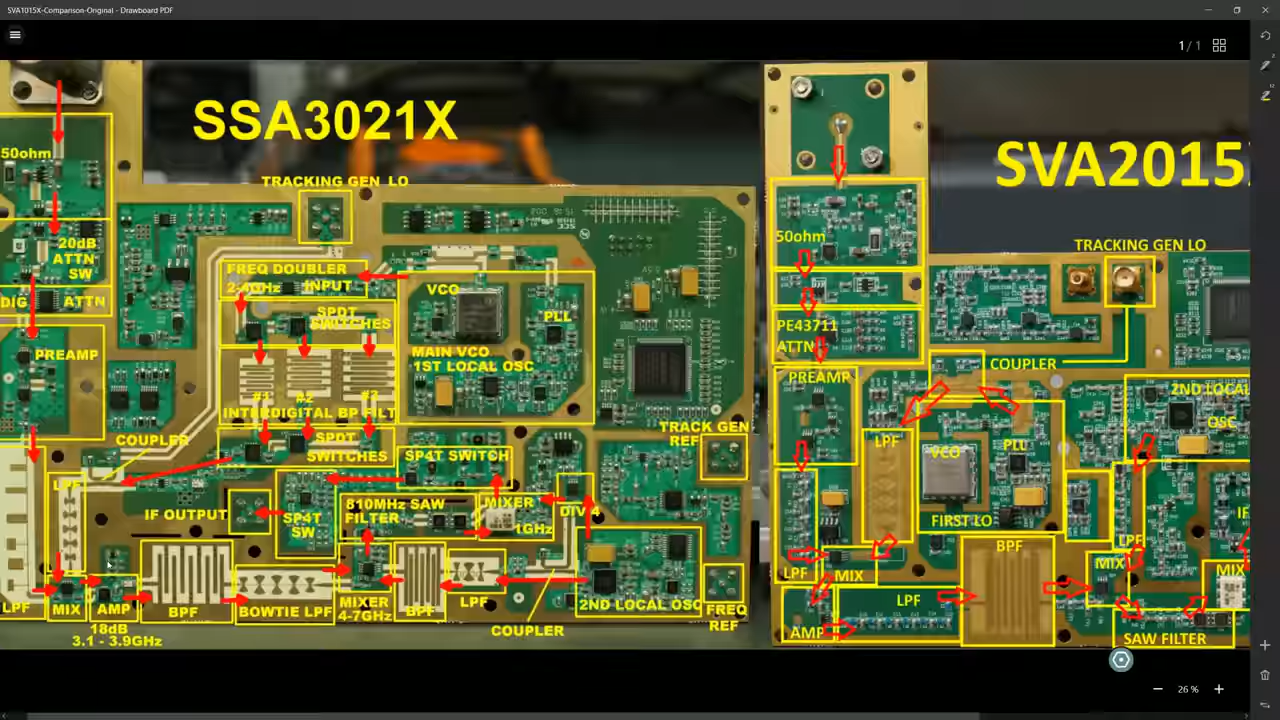 SVA1015X-Comparison-Original - Drawboard PDF
1 / 1
SSA3021X
SVA2015
TRACKING GEN LO
50ohm
20dB
ATTN
SW
DIG
ATTN
PREAMP
FREQ DOUBLER
2-4GHz
INPUT
SPDT
SWITCHES
VCO
PLL
MAIN VCO
1ST LOCAL OSC
#1
#2
#3
INTERDIGITAL BP FILT
SPDT
SWITCHES
COUPLER
LPF
TRACK GEN
REF
SP4T SWITCH
IF OUTPUT
SP4T
SW
810MHz SAW
FILTER
MIXER
1GHz
DIV 4
LPF
MIX
AMP
18dB
3.1 - 3.9GHz
BPF
BOWTIE LPF
MIXER
4-7GHz
BPF
LPF
COUPLER
2ND LOCAL OSC
FREQ
REF
TRACKING GEN LO
50ohm
PE43711
ATTN
PREAMP
COUPLER
LPF
VCO
PLL
FIRST LO
2ND LOCAL
OSC
LPF
MIX
AMP
LPF
BPF
MIX
LPF
IF
MIX
SAW FILTER
26 %